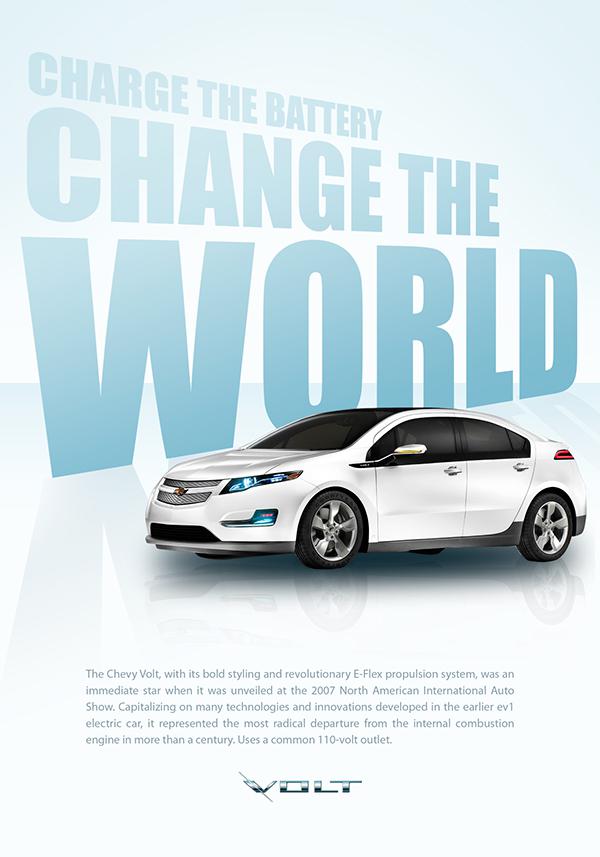 CHARGE THE BATTERY
CHANGE THE
WORLD
The Chevy Volt, with its bold styling and revolutionary E-Flex propulsion system, was an
immediate star when it was unveiled at the 2007 North American International Auto
Show. Capitalizing on many technologies and innovations developed in the earlier ev1
electric car, it represented the most radical departure from the internal combustion
engine in more than a century. Uses a common 110-volt outlet.
VOLT